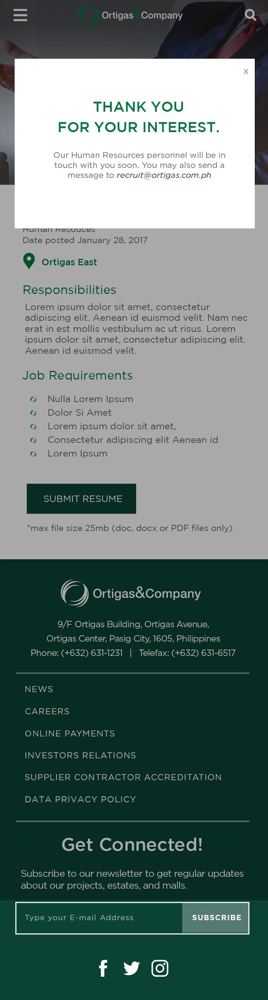 Ortigas&Company
X
THANK YOU
FOR YOUR INTEREST.
Our Human Resources personnel will be in
touch with you soon. You may also send a
message to recruit@ortigas.com.ph
Human Resouces
Date posted January 28, 2017
Ortigas East
Responsibilities
Lorem ipsum dolor sit amet, consectetur
adipiscing elit. Aenean id euismod velit. Nam nec
erat in est mollis vestibulum ac ut risus. Lorem
ipsum dolor sit amet, consectetur adipiscing elit.
Aenean id euismod velit.
Job Requirements
Nulla Lorem Ipsum
Dolor Si Amet
Lorem ipsum dolor sit amet,
Consectetur adipiscing elit Aenean id
Lorem Ipsum
SUBMIT RESUME
*max file size 25mb (doc, docx or PDF files only)
Ortigas&Company
9/F Ortigas Building, Ortigas Avenue,
Ortigas Center, Pasig City, 1605, Philippines
Phone: (+632) 631-1231 | Telefax: (+632) 631-6517
NEWS
CAREERS
ONLINE PAYMENTS
INVESTORS RELATIONS
SUPPLIER CONTRACTOR ACCREDITATION
DATA PRIVACY POLICY
Get Connected!
Subscribe to our newsletter to get regular updates
about our projects, estates, and malls.
Type your E-mail Address
SUBSCRIBE